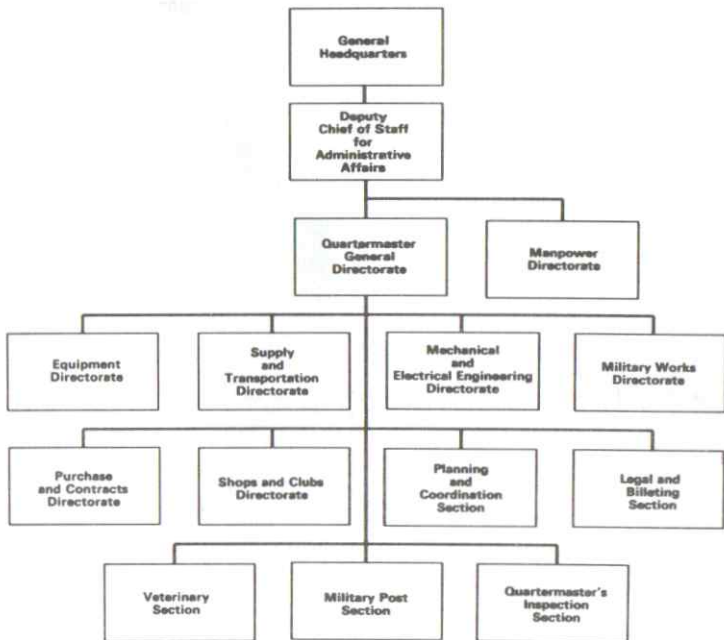 General
Headquarters
Deputy
Chief of Staff
for
Administrative
Affairs
Quartermaster
General
Directorate
Manpower
Directorate
Equipment
Directorate
Supply
and
Transportation
Directorate
Mechanical
and
Electrical Engineering
Directorate
Military Works
Directorate
Purchase
and Contracts
Directorate
Shops and Clubs
Directorate
Planning
and
Coordination
Section
Legal and
Billeting
Section
Veterinary
Section
Military Post
Section
Quartermaster's
Inspection
Section